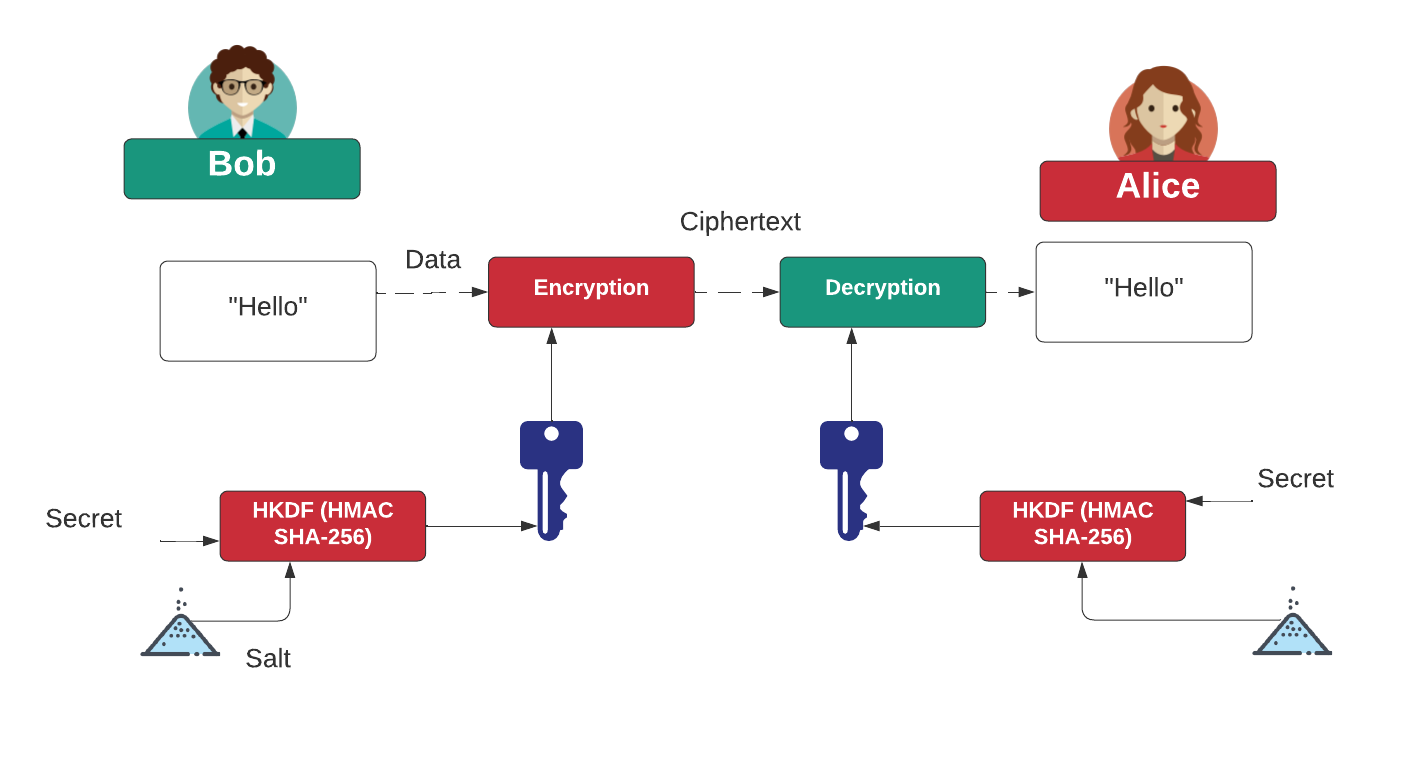 Bob
Alice
Ciphertext
Data
"Hello"
Encryption
Decryption
"Hello"
Secret
HKDF (HMAC
SHA-256)
HKDF (HMAC
SHA-256)
Secret
Salt